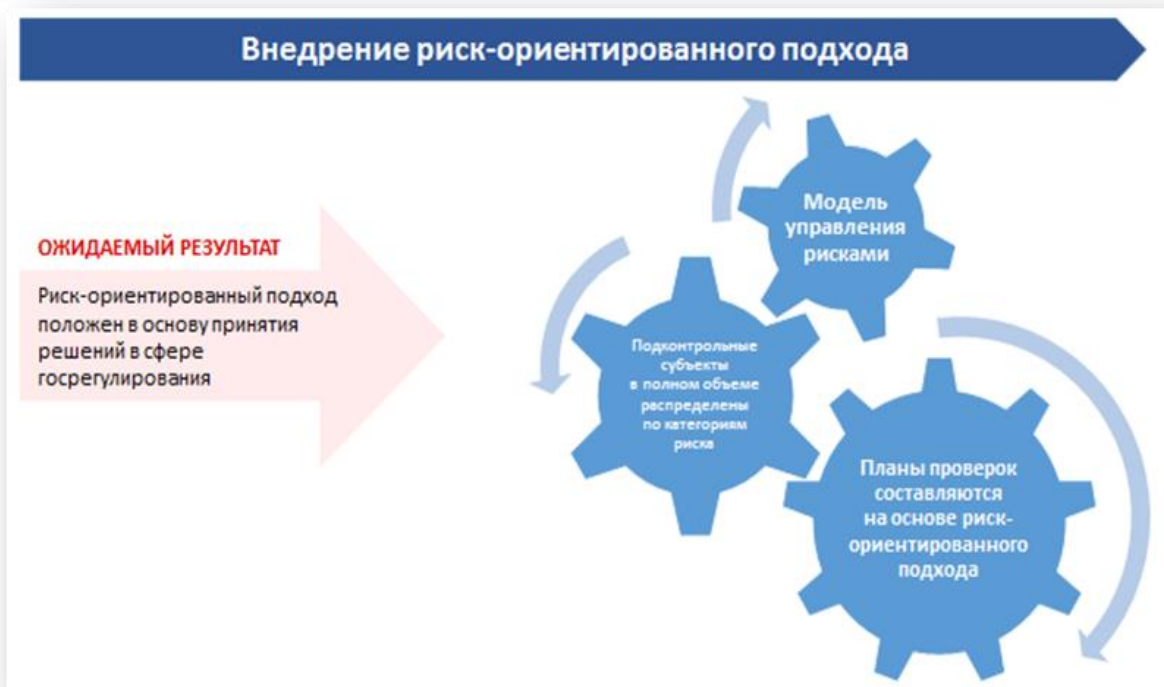 Внедрение риск-ориентированного подхода
ОЖИДАЕМЫЙ РЕЗУЛЬТАТ
Риск-ориентированный подход
положен в основу принятия
решений в сфере
госрегулирования
Модель
управления
рисками
Подконтрольные
субъекты
в полном объеме
распределены
по категориям
риска
Планы проверок
составляются
на основе риск-
ориентированного
подхода